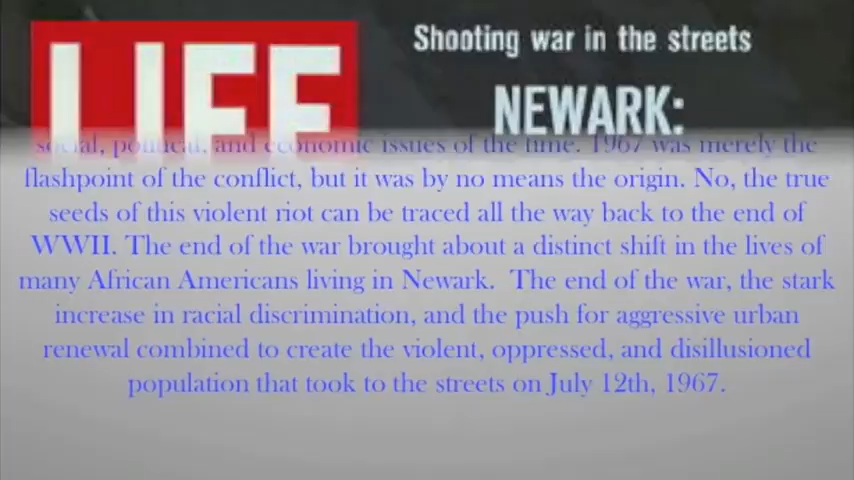 LIFE
Shooting war in the streets
NEWARK:
social, political, and economic issues of the time. 1967 was merely the
flashpoint of the conflict, but it was by no means the origin. No, the true
seeds of this violent riot can be traced all the way back to the end of
WWII. The end of the war brought about a distinct shift in the lives of
many African Americans living in Newark. The end of the war, the stark
increase in racial discrimination, and the push for aggressive urban
renewal combined to create the violent, oppressed, and disillusioned
population that took to the streets on July 12th, 1967.